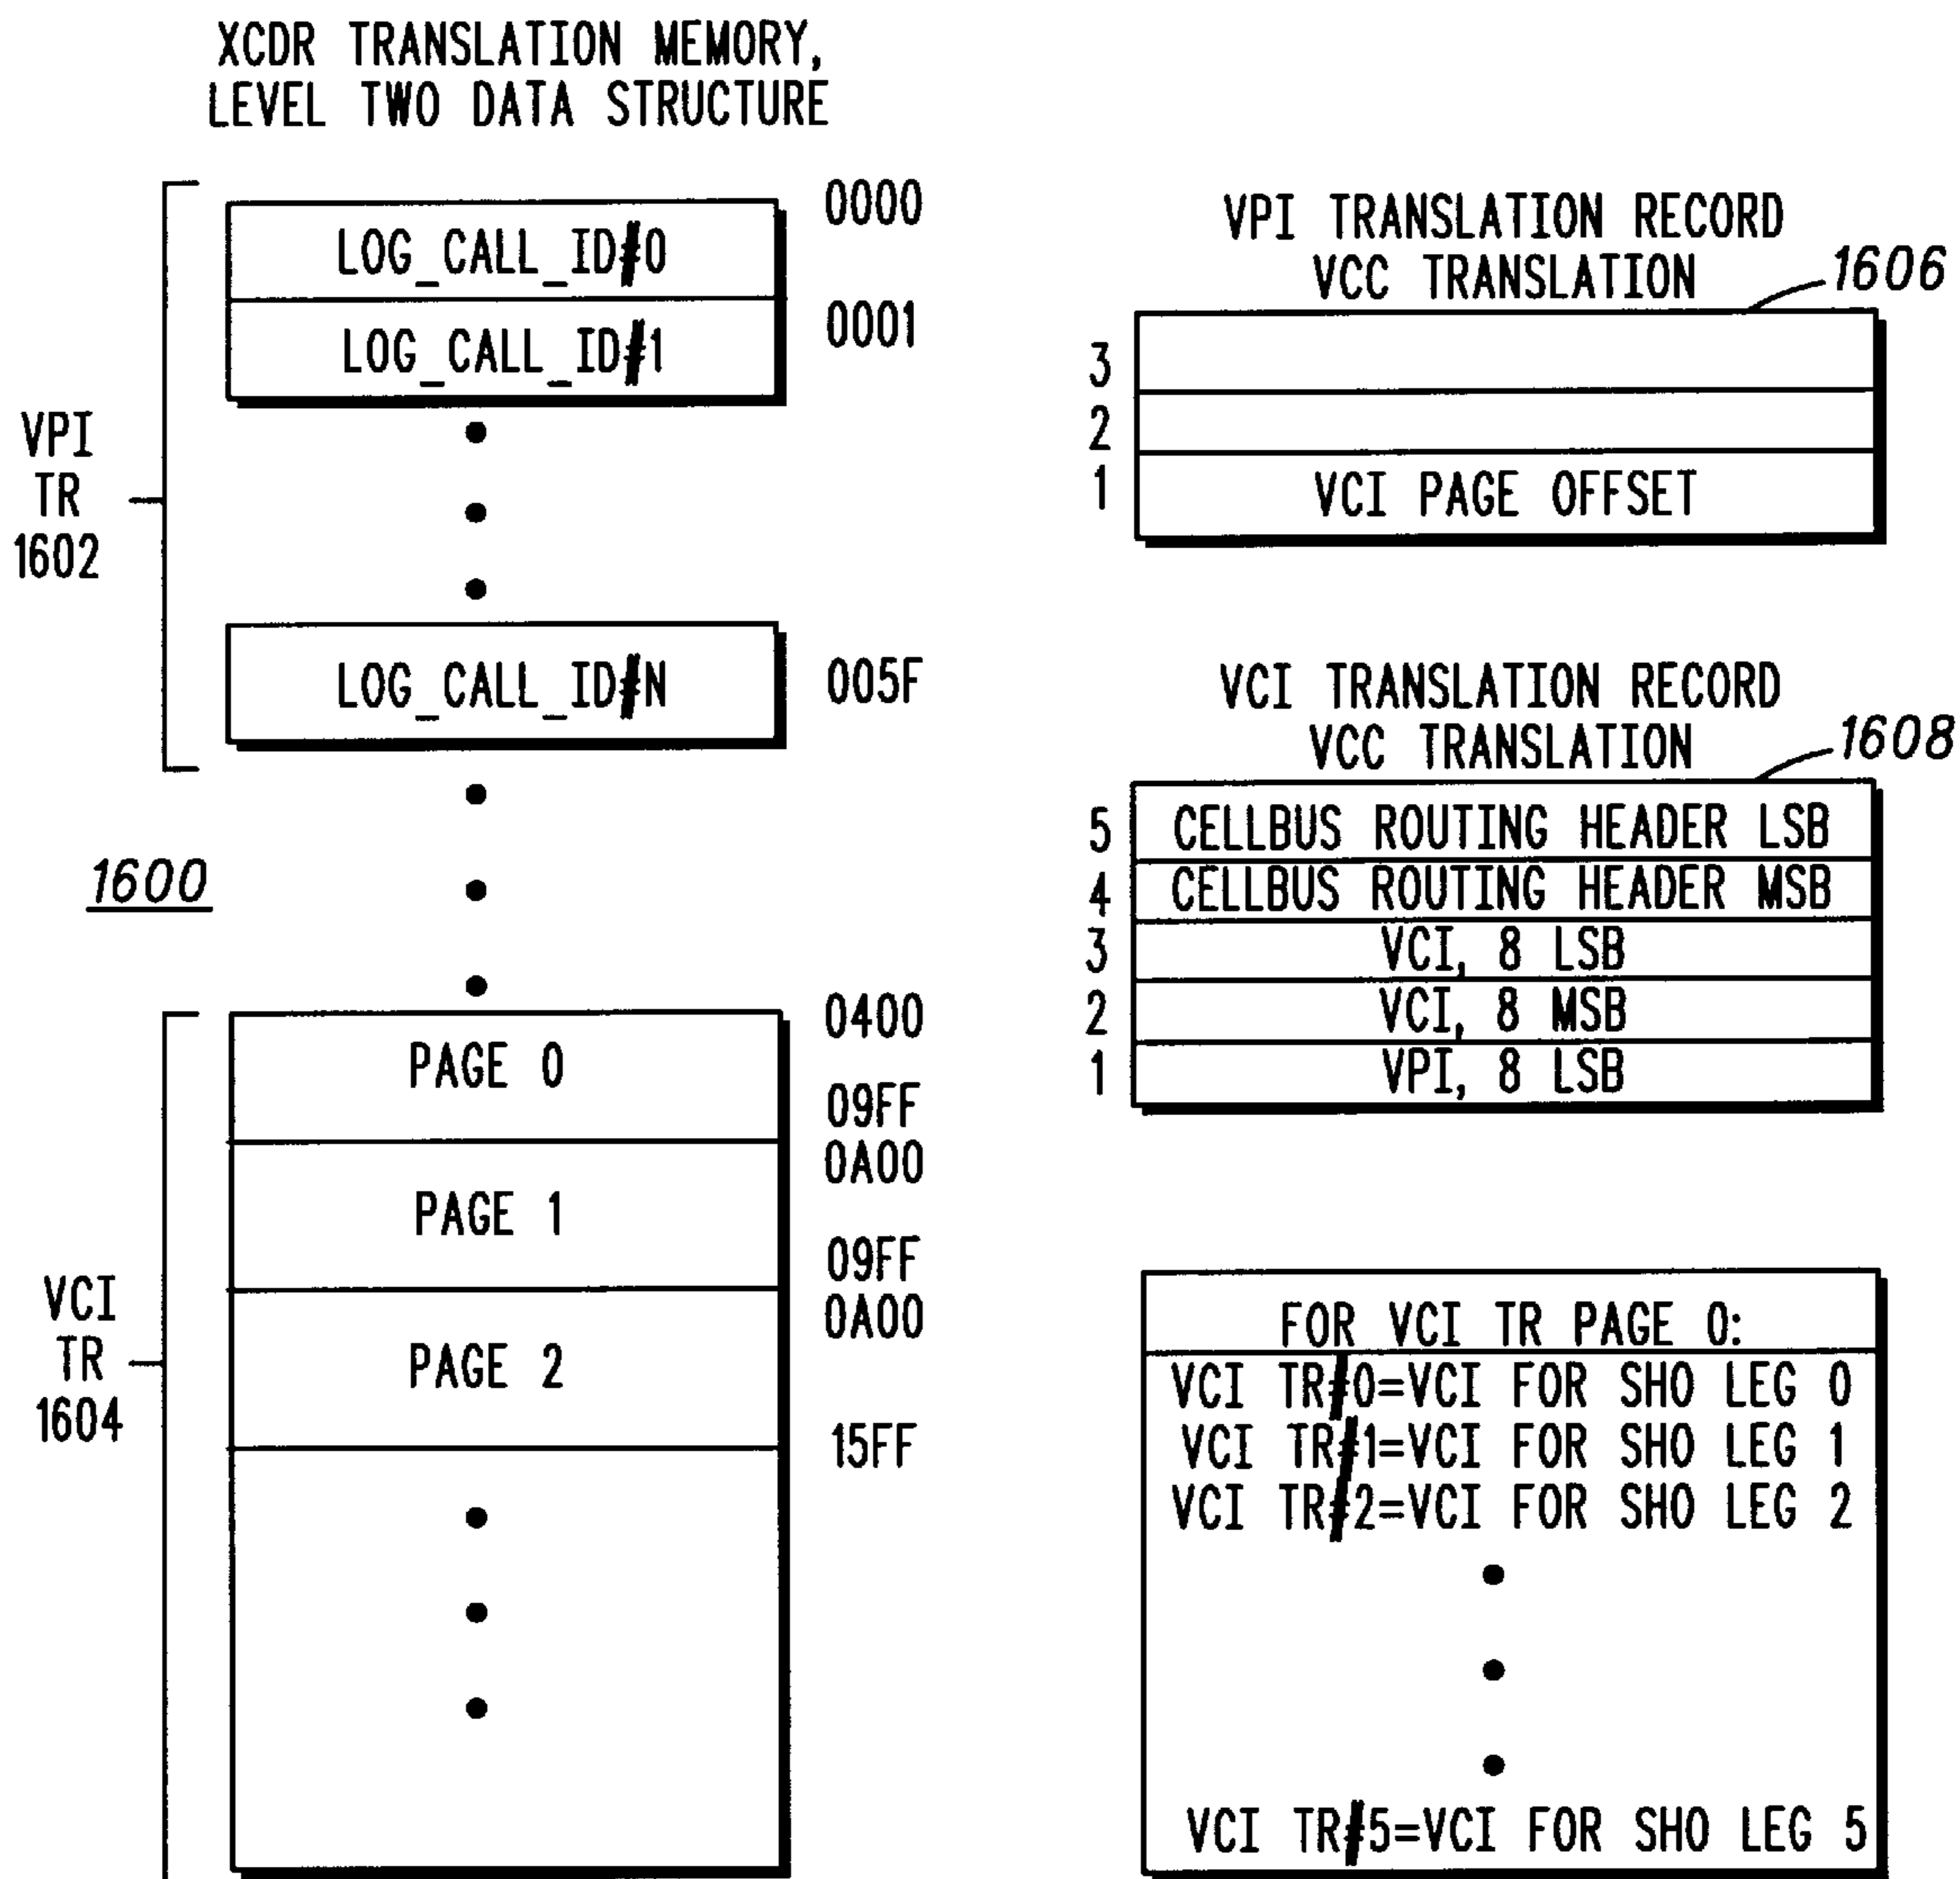 XCDR TRANSLATION MEMORY,
LEVEL TWO DATA STRUCTURE
VPI
TR
1602
LOG_CALL_ID#0
0000
LOG_CALL_ID#1
0001
LOG_CALL_ID#N
005F
1600
VCI
TR
1604
PAGE 0
0400
09FF
PAGE 1
0A00
09FF
PAGE 2
0A00
15FF
VPI TRANSLATION RECORD
VCC TRANSLATION
1606
3
2
1 VCI PAGE OFFSET
VCI TRANSLATION RECORD
VCC TRANSLATION
1608
5 CELLBUS ROUTING HEADER LSB
4 CELLBUS ROUTING HEADER MSB
3 VCI, 8 LSB
2 VCI, 8 MSB
1 VPI, 8 LSB
FOR VCI TR PAGE 0:
VCI TR#0=VCI FOR SHO LEG 0
VCI TR#1=VCI FOR SHO LEG 1
VCI TR#2=VCI FOR SHO LEG 2
VCI TR#5=VCI FOR SHO LEG 5